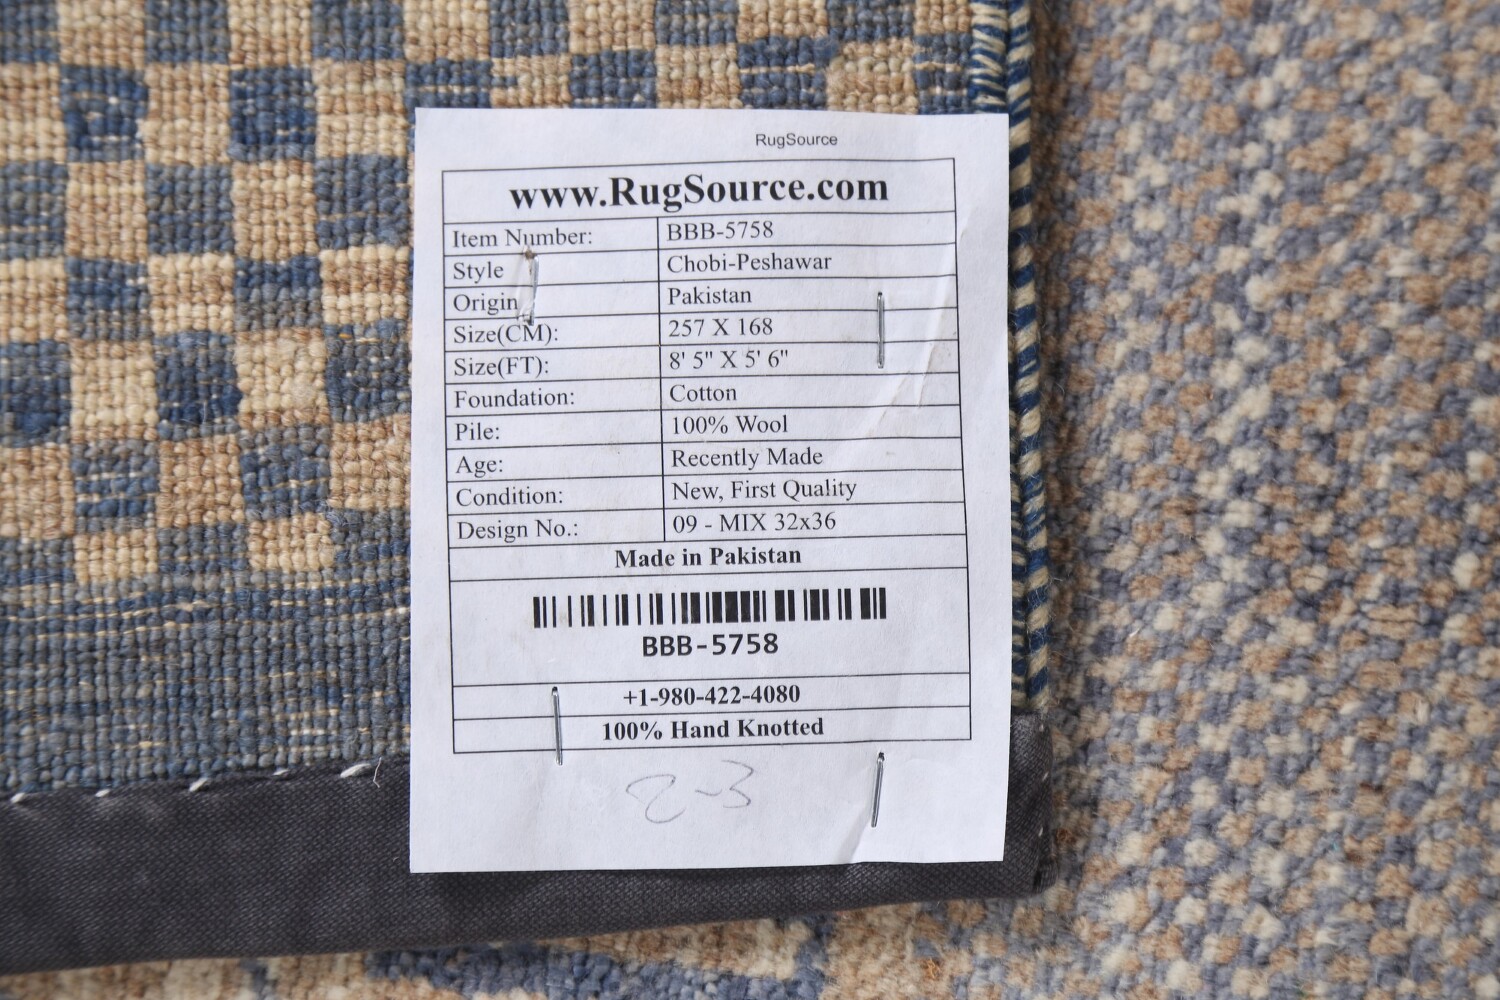 RugSource
www.RugSource.com
Item Number: BBB-5758
Style Chobi-Peshawar
Origin Pakistan
Size(CM): 257 X 168
Size(FT): 8' 5" X 5' 6"
Foundation: Cotton
Pile: 100% Wool
Age: Recently Made
Condition: New, First Quality
Design No.: 09 - MIX 32x36
Made in Pakistan
BBB-5758
+1-980-422-4080
100% Hand Knotted
2-3